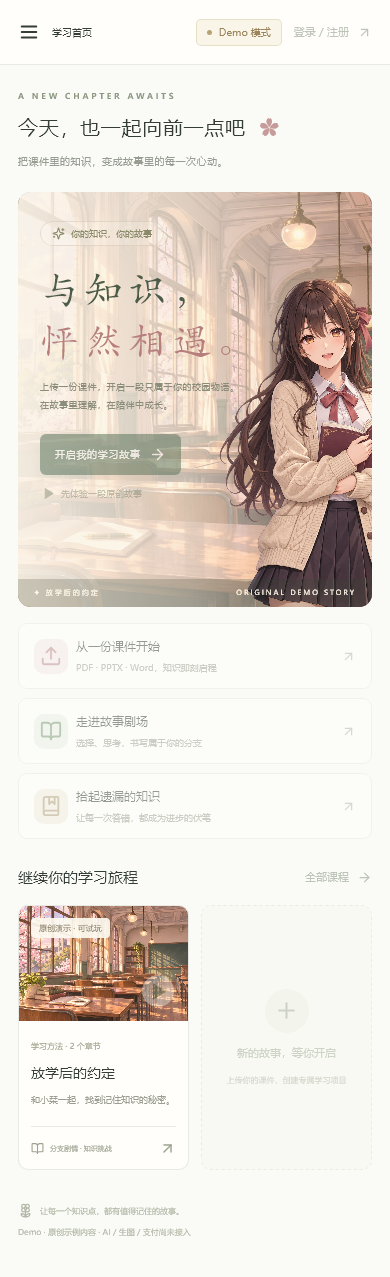 学习首页
Demo 模式
登录 / 注册
A NEW CHAPTER AWAITS
今天，也一起向前一点吧
把课件里的知识，变成故事里的每一次心动。
你的知识，你的故事
与知识，
怦然相遇。
上传一份课件，开启一段只属于你的校园物语。
在故事里理解，在陪伴中成长。
开启我的学习故事
先体验一段原创故事
放学后的约定
ORIGINAL DEMO STORY
从一份课件开始
PDF · PPTX · Word，知识即刻启程
走进故事剧场
选择、思考，书写属于你的分支
拾起遗漏的知识
让每一次答错，都成为进步的伏笔
继续你的学习旅程
全部课程
原创演示 · 可试玩
学习方法 · 2 个章节
放学后的约定
和小栞一起，找到记住知识的秘密。
分支剧情 · 知识挑战
新的故事，等你开启
上传你的课件，创建专属学习项目
让每一个知识点，都有值得记住的故事。
Demo · 原创示例内容 · AI / 生图 / 支付尚未接入